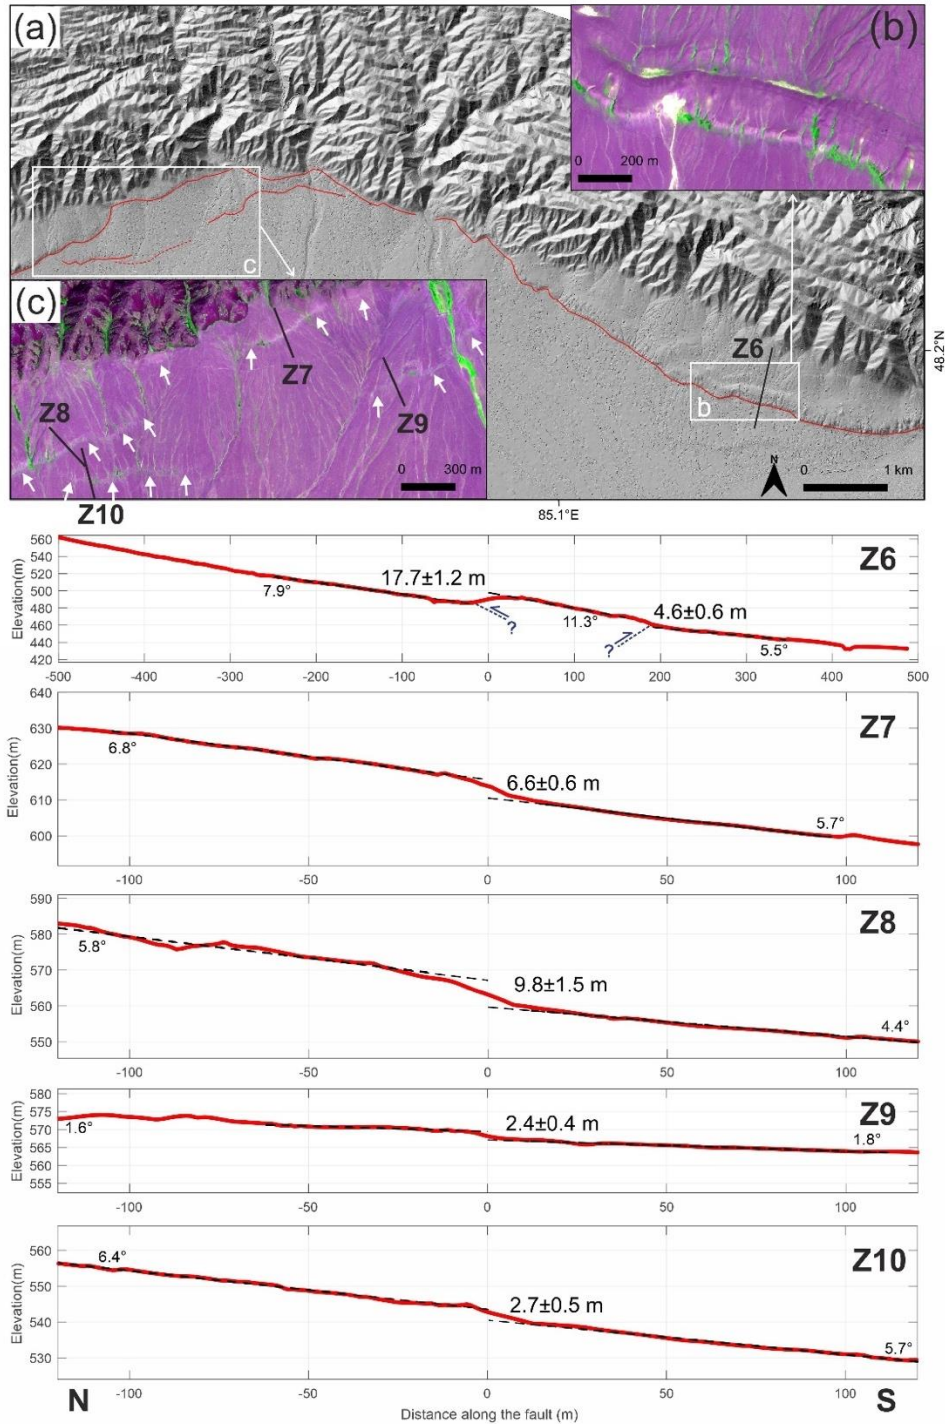 (a)
(b)
0 200 m
c
(c)
Z7
Z8
Z9
Z10
0 300 m
Z6
b
48.2°N
N
0 1 km
85.1°E
Z6
Elevation(m)
560
540
520
500
480
460
440
420
7.9°
17.7±1.2 m
?
11.3°
?
4.6±0.6 m
5.5°
-500 -400 -300 -200 -100 0 100 200 300 400 500
Z7
Elevation(m)
640
630
620
610
600
6.8°
6.6±0.6 m
5.7°
-100 -50 0 50 100
Z8
Elevation(m)
590
580
570
560
550
5.8°
9.8±1.5 m
4.4°
-100 -50 0 50 100
Z9
Elevation(m)
580
575
570
565
560
555
1.6°
2.4±0.4 m
1.8°
-100 -50 0 50 100
Z10
Elevation(m)
560
550
540
530
6.4°
2.7±0.5 m
5.7°
N
S
-100 -50 0 50 100
Distance along the fault (m)